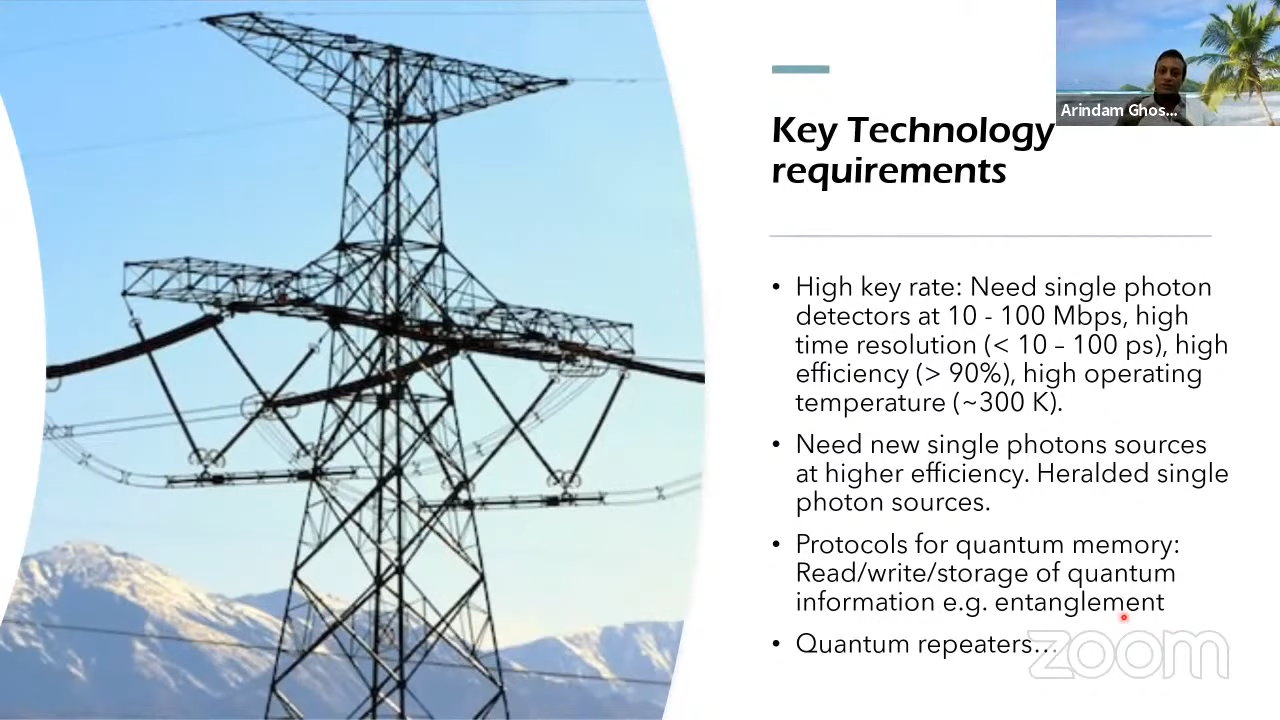 Arindam Ghos...
Key Technology
requirements
• High key rate: Need single photon
detectors at 10 - 100 Mbps, high
time resolution (< 10 – 100 ps), high
efficiency (> 90%), high operating
temperature (~300 K).
• Need new single photons sources
at higher efficiency. Heralded single
photon sources.
• Protocols for quantum memory:
Read/write/storage of quantum
information e.g. entanglement
• Quantum repeaters…
zoom